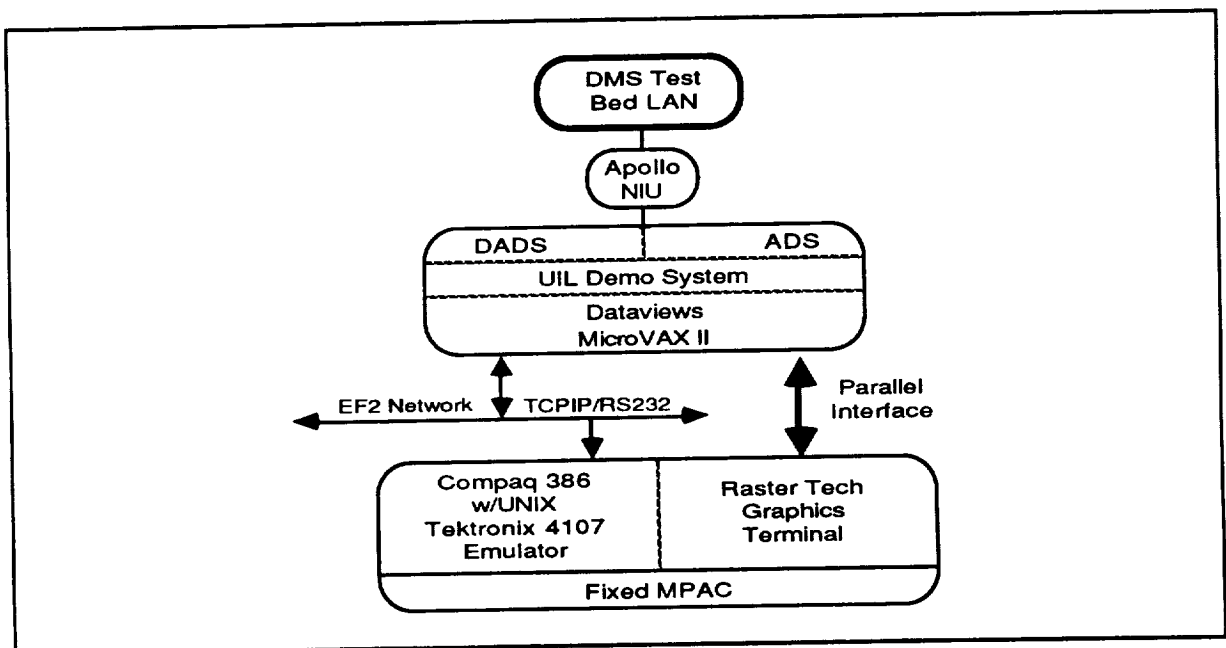 DMS Test
Bed LAN
Apollo
NIU
DADS
ADS
UIL Demo System
Dataviews
MicroVAX II
EF2 Network
TCPIP/RS232
Parallel
Interface
Compaq 386
w/UNIX
Tektronix 4107
Emulator
Raster Tech
Graphics
Terminal
Fixed MPAC